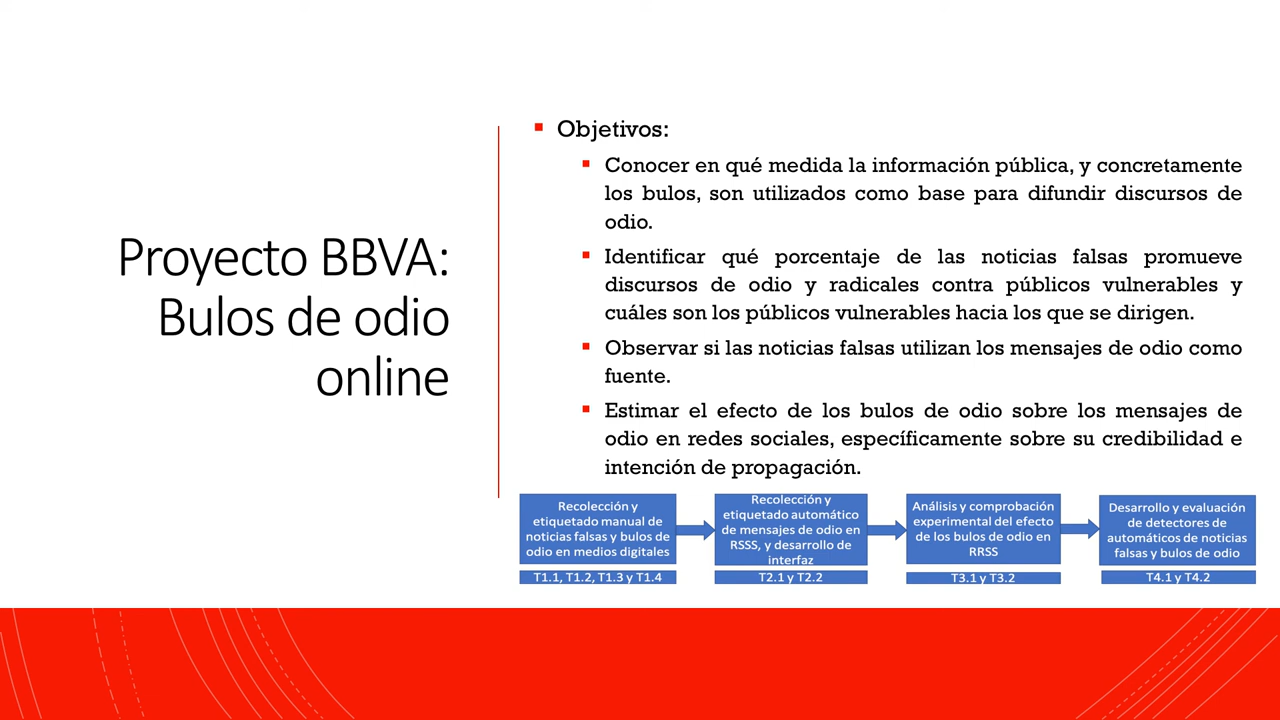 Proyecto BBVA:
Bulos de odio
online
Objetivos:
Conocer en qué medida la información pública, y concretamente
los bulos, son utilizados como base para difundir discursos de
odio.
Identificar qué porcentaje de las noticias falsas promueve
discursos de odio y radicales contra públicos vulnerables y
cuáles son los públicos vulnerables hacia los que se dirigen.
Observar si las noticias falsas utilizan los mensajes de odio como
fuente.
Estimar el efecto de los bulos de odio sobre los mensajes de
odio en redes sociales, específicamente sobre su credibilidad e
intención de propagación.
Recolección y
etiquetado manual de
noticias falsas y bulos de
odio en medios digitales
T1.1, T1.2, T1.3 y T1.4
Recolección y
etiquetado automático
de mensajes de odio en
RSSS, y desarrollo de
interfaz
T2.1 y T2.2
Análisis y comprobación
experimental del efecto
de los bulos de odio en
RRSS
T3.1 y T3.2
Desarrollo y evaluación
de detectores de
automáticos de noticias
falsas y bulos de odio
T4.1 y T4.2